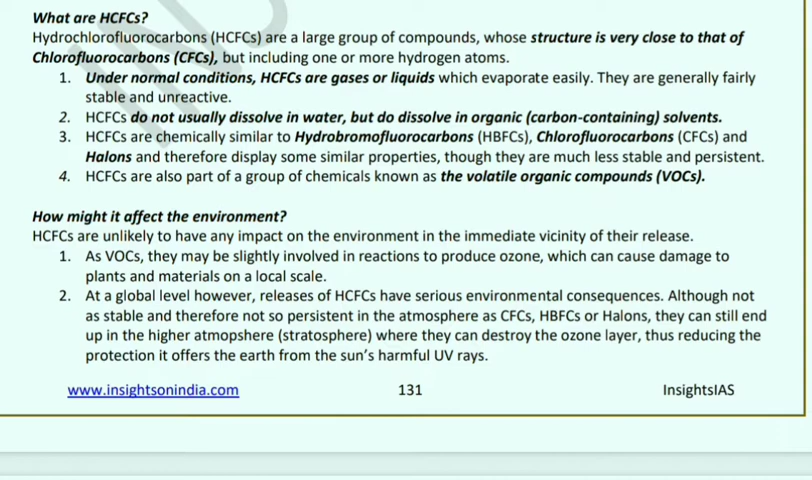 What are HCFCs?
Hydrochlorofluorocarbons (HCFCs) are a large group of compounds, whose structure is very close to that of
Chlorofluorocarbons (CFCs), but including one or more hydrogen atoms.
1. Under normal conditions, HCFCs are gases or liquids which evaporate easily. They are generally fairly
stable and unreactive.
2. HCFCs do not usually dissolve in water, but do dissolve in organic (carbon-containing) solvents.
3. HCFCs are chemically similar to Hydrobromofluorocarbons (HBFCs), Chlorofluorocarbons (CFCs) and
Halons and therefore display some similar properties, though they are much less stable and persistent.
4. HCFCs are also part of a group of chemicals known as the volatile organic compounds (VOCs).
How might it affect the environment?
HCFCs are unlikely to have any impact on the environment in the immediate vicinity of their release.
1. As VOCs, they may be slightly involved in reactions to produce ozone, which can cause damage to
plants and materials on a local scale.
2. At a global level however, releases of HCFCs have serious environmental consequences. Although not
as stable and therefore not so persistent in the atmosphere as CFCs, HBFCs or Halons, they can still end
up in the higher atmopshere (stratosphere) where they can destroy the ozone layer, thus reducing the
protection it offers the earth from the sun's harmful UV rays.
www.insightsonindia.com 131 InsightsIAS